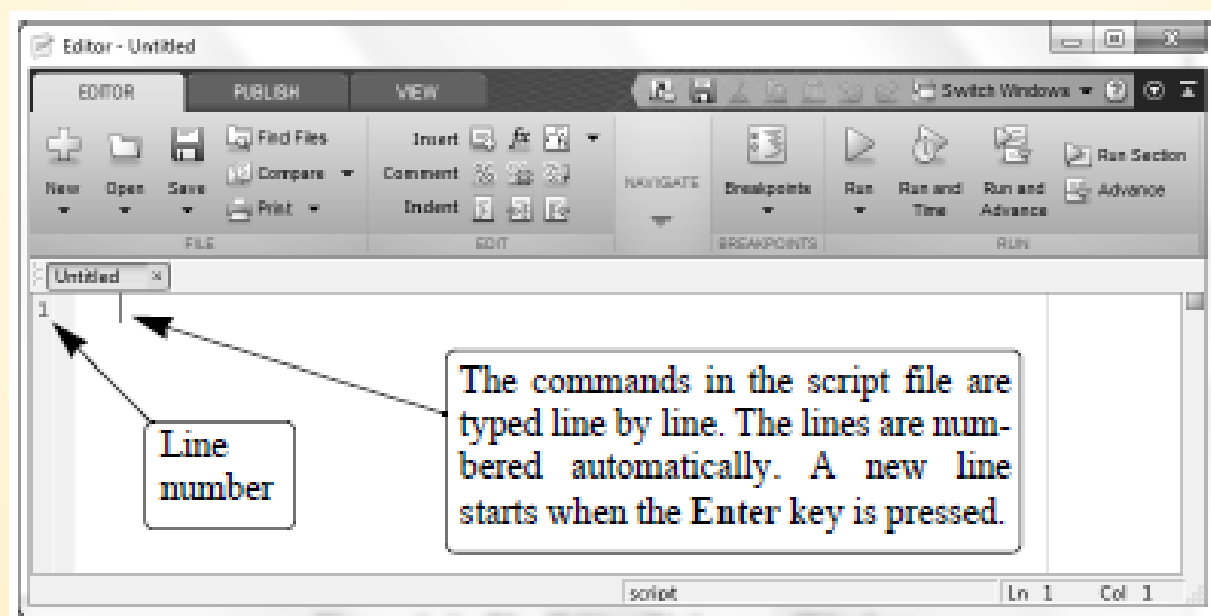 Editor - Untitled
EDITOR PUBLISH VIEW Switch Windows
Find Files Insert fx
Compare Comment Run Section
New Open Save NAVIGATE Breakpoints Run Run and Run and Advance
Print Indent Time Advance
FILE EDIT BREAKPOINTS RUN
Untitled ×
1
The commands in the script file are
typed line by line. The lines are num-
bered automatically. A new line
starts when the Enter key is pressed.
Line
number
script Ln 1 Col 1